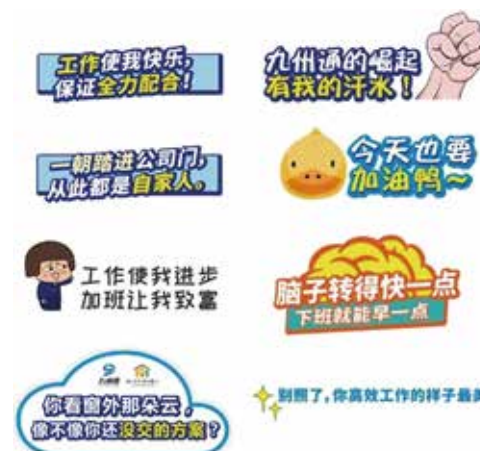 工作使我快乐，
保证全力配合！
九州通的崛起
有我的汗水！
一朝踏进公司门，
从此都是自家人。
今天也要
加油鸭～
工作使我进步
加班让我致富
脑子转得快一点
下班就能早一点
你看窗外那朵云，
像不像你还没交的方案？
别照了，你高效工作的样子最